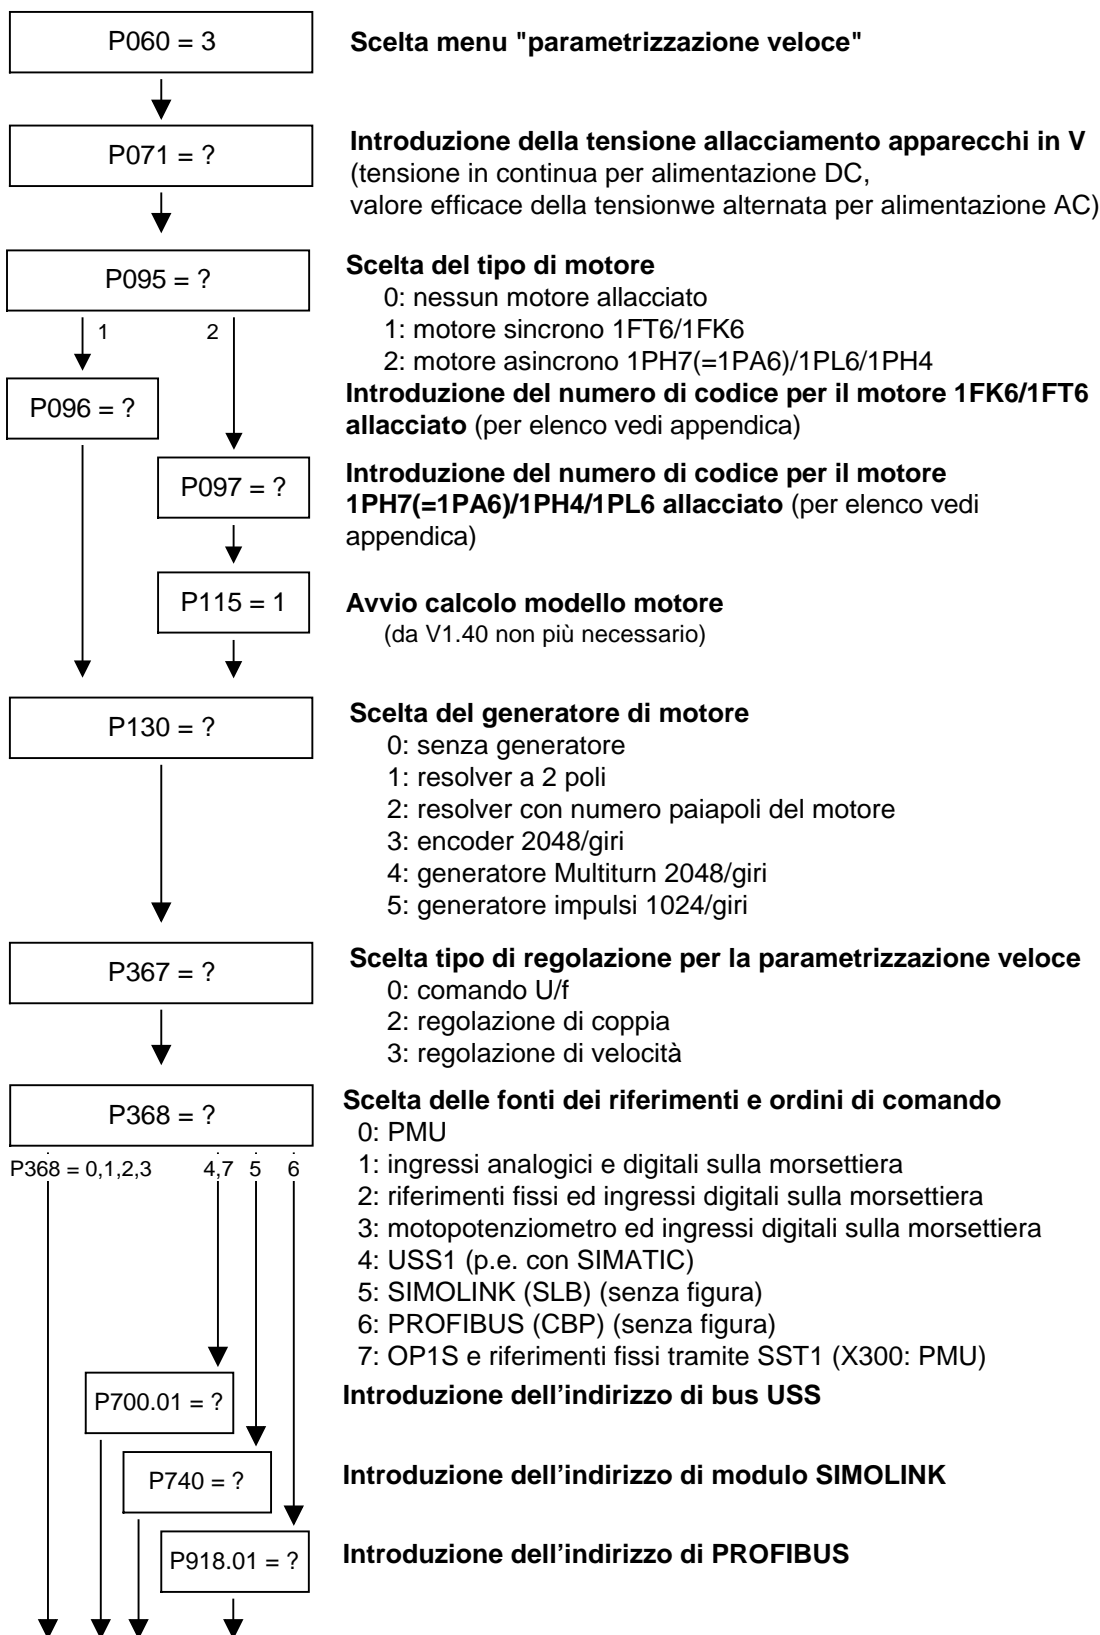 P060 = 3
Scelta menu "parametrizzazione veloce"
P071 = ?
Introduzione della tensione allacciamento apparecchi in V
(tensione in continua per alimentazione DC,
valore efficace della tensionwe alternata per alimentazione AC)
P095 = ?
Scelta del tipo di motore
0: nessun motore allacciato
1: motore sincrono 1FT6/1FK6
2: motore asincrono 1PH7(=1PA6)/1PL6/1PH4
1
2
P096 = ?
Introduzione del numero di codice per il motore 1FK6/1FT6
allacciato (per elenco vedi appendica)
P097 = ?
Introduzione del numero di codice per il motore
1PH7(=1PA6)/1PH4/1PL6 allacciato (per elenco vedi
appendica)
P115 = 1
Avvio calcolo modello motore
(da V1.40 non più necessario)
P130 = ?
Scelta del generatore di motore
0: senza generatore
1: resolver a 2 poli
2: resolver con numero paiapoli del motore
3: encoder 2048/giri
4: generatore Multiturn 2048/giri
5: generatore impulsi 1024/giri
P367 = ?
Scelta tipo di regolazione per la parametrizzazione veloce
0: comando U/f
2: regolazione di coppia
3: regolazione di velocità
P368 = ?
Scelta delle fonti dei riferimenti e ordini di comando
0: PMU
1: ingressi analogici e digitali sulla morsettiera
2: riferimenti fissi ed ingressi digitali sulla morsettiera
3: motopotenziometro ed ingressi digitali sulla morsettiera
4: USS1 (p.e. con SIMATIC)
5: SIMOLINK (SLB) (senza figura)
6: PROFIBUS (CBP) (senza figura)
7: OP1S e riferimenti fissi tramite SST1 (X300: PMU)
P368 = 0,1,2,3
4,7
5
6
P700.01 = ?
Introduzione dell'indirizzo di bus USS
P740 = ?
Introduzione dell'indirizzo di modulo SIMOLINK
P918.01 = ?
Introduzione dell'indirizzo di PROFIBUS